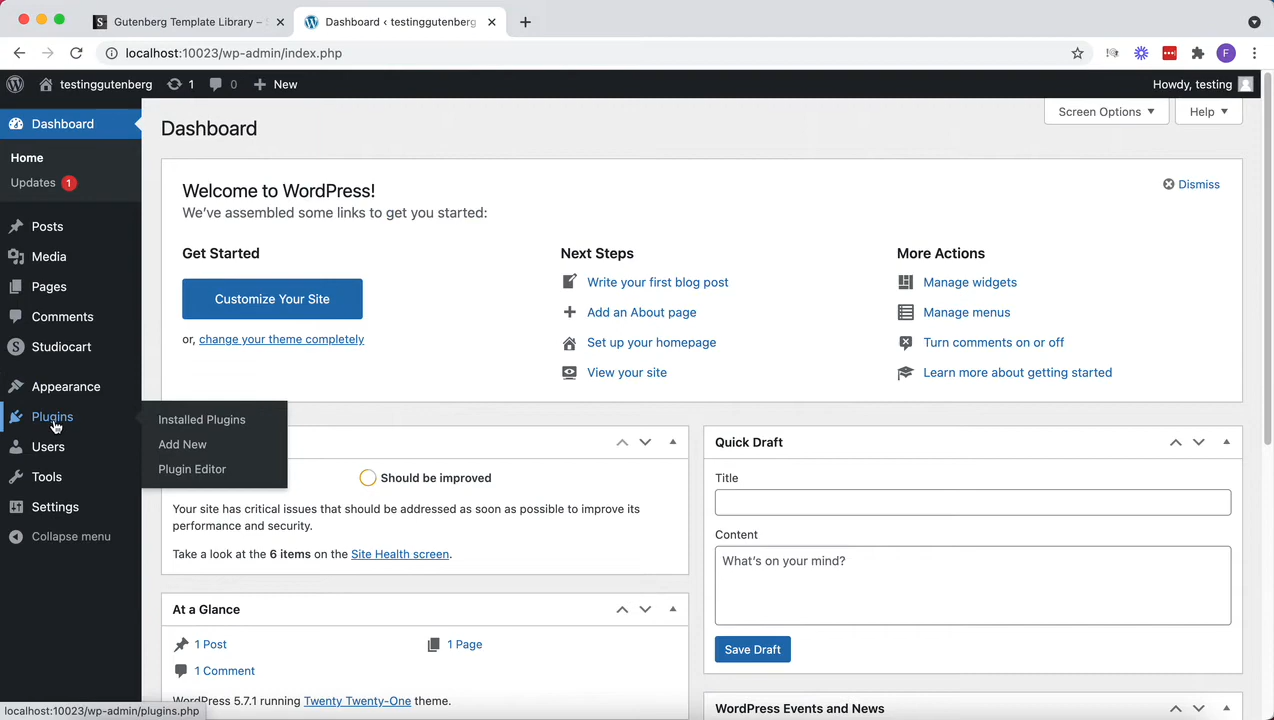 Gutenberg Template Library –
Dashboard ‹ testinggutenberg
localhost:10023/wp-admin/index.php
F
testinggutenberg
1
0
New
Howdy, testing
Dashboard
Home
Updates 1
Posts
Media
Pages
Comments
Studiocart
Appearance
Plugins
Users
Tools
Settings
Collapse menu
Installed Plugins
Add New
Plugin Editor
Dashboard
Screen Options
Help
Welcome to WordPress!
We've assembled some links to get you started:
Dismiss
Get Started
Customize Your Site
or, change your theme completely
Next Steps
Write your first blog post
Add an About page
Set up your homepage
View your site
More Actions
Manage widgets
Manage menus
Turn comments on or off
Learn more about getting started
Should be improved
Your site has critical issues that should be addressed as soon as possible to improve its
performance and security.
Take a look at the 6 items on the Site Health screen.
At a Glance
1 Post
1 Page
1 Comment
WordPress 5.7.1 running Twenty Twenty-One theme.
Quick Draft
Title
Content
What's on your mind?
Save Draft
WordPress Events and News
localhost:10023/wp-admin/plugins.php